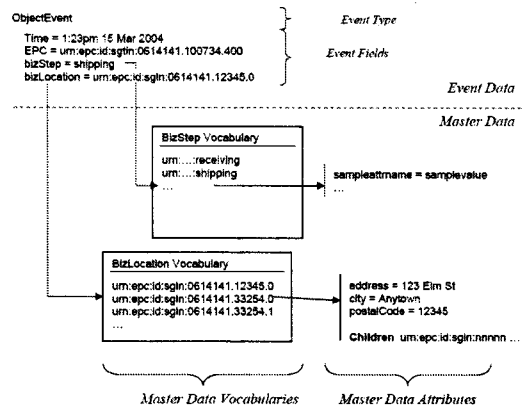 ObjectEvent
Event Type
Time = 1:23pm 15 Mar 2004
EPC = urn:epc:id:sgtin:0614141.100734.400
bizStep = shipping
bizLocation = urn:epc:id:sgln:0614141.12345.0
Event Fields
Event Data
Master Data
BizStep Vocabulary
urn:...:receiving
urn:...:shipping
...
sampleattrname = samplevalue
...
BizLocation Vocabulary
urn:epc:id:sgln:0614141.12345.0
urn:epc:id:sgln:0614141.33254.0
urn:epc:id:sgln:0614141.33254.1
...
address = 123 Elm St
city = Anytown
postalCode = 12345
Children urn:epc:id:sgln:nnnnn ...
Master Data Vocabularies
Master Data Attributes